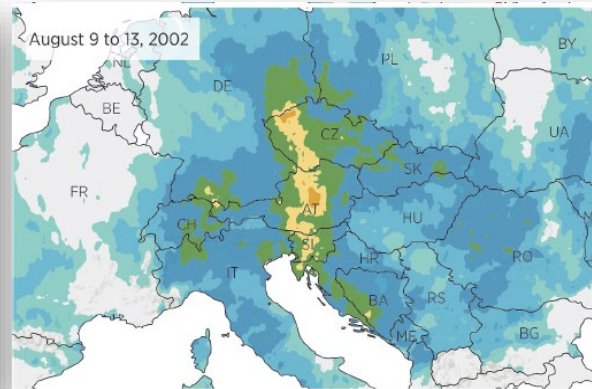 August 9 to 13, 2002
NL
BE
DE
PL
BY
UA
CZ
SK
FR
CH
AT
HU
SI
HR
IT
BA
RS
RO
ME
BG